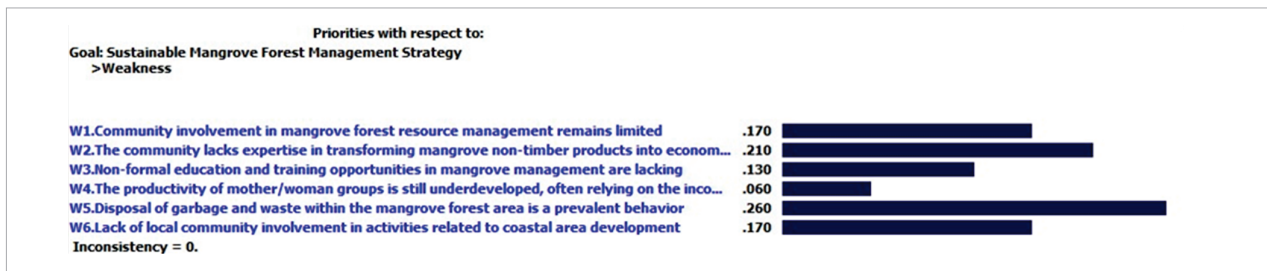 Priorities with respect to:
Goal: Sustainable Mangrove Forest Management Strategy
>Weakness
W1.Community involvement in mangrove forest resource management remains limited .170
W2.The community lacks expertise in transforming mangrove non-timber products into econom... .210
W3.Non-formal education and training opportunities in mangrove management are lacking .130
W4.The productivity of mother/woman groups is still underdeveloped, often relying on the inco... .060
W5.Disposal of garbage and waste within the mangrove forest area is a prevalent behavior .260
W6.Lack of local community involvement in activities related to coastal area development .170
Inconsistency = 0.